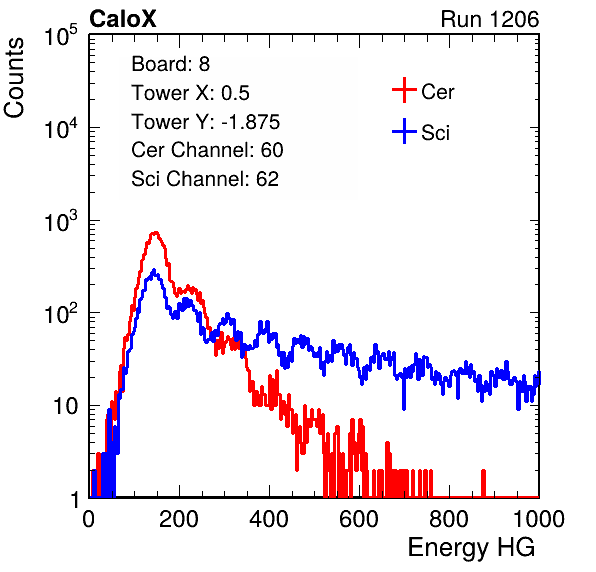 CaloX Run 1206
Counts
Board: 8
Tower X: 0.5
Tower Y: -1.875
Cer Channel: 60
Sci Channel: 62
Cer
Sci
10^5
10^4
10^3
10^2
10
1
0 200 400 600 800 1000
Energy HG